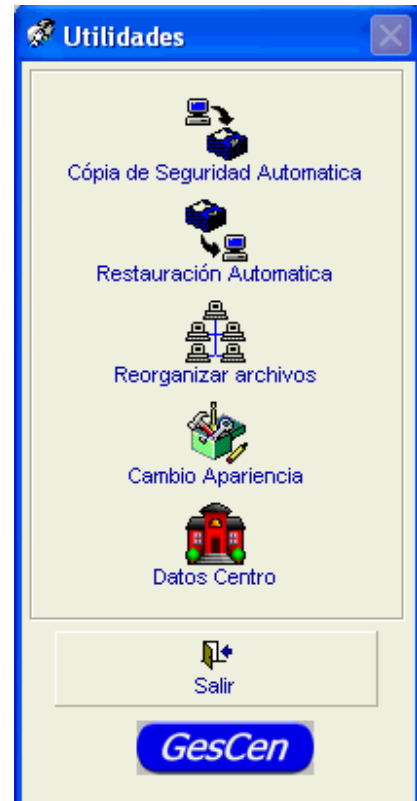 Utilidades
Cópia de Seguridad Automatica
Restauración Automatica
Reorganizar archivos
Cambio Apariencia
Datos Centro
Salir
GesCen